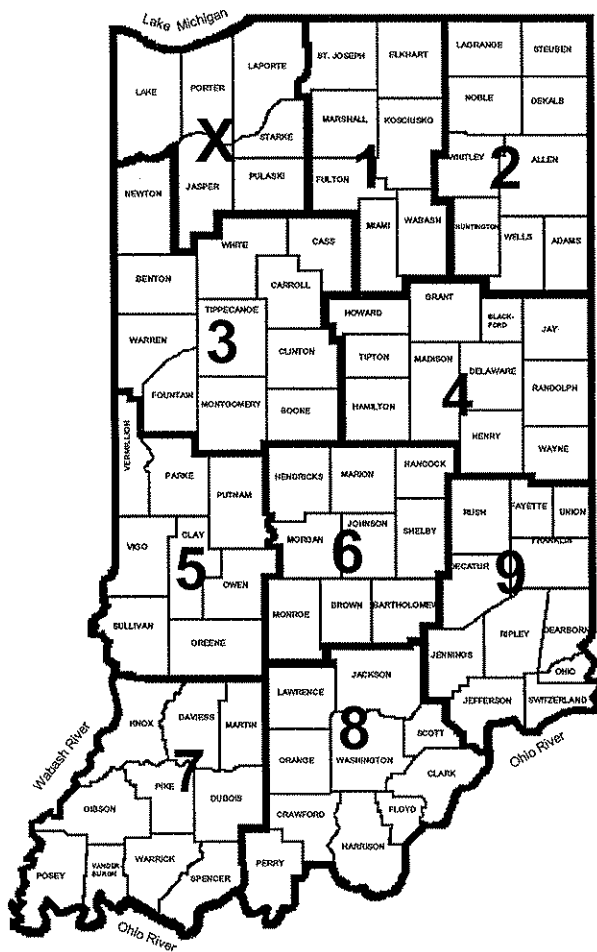 Lake Michigan
LAKE
PORTER
LAPORTE
ST. JOSEPH
ELKHART
LAGRANGE
STEUBEN
NOBLE
DEKALB
MARSHALL
KOSCIUSKO
STARKE
X
1
2
WHITLEY
ALLEN
NEWTON
JASPER
PULASKI
FULTON
MIAMI
WABASH
HUNTINGTON
WELLS
ADAMS
WHITE
CASS
BENTON
CARROLL
TIPPECANOE
HOWARD
GRANT
BLACK-
FORD
JAY
WARREN
3
CLINTON
TIPTON
MADISON
DELAWARE
4
RANDOLPH
FOUNTAIN
MONTGOMERY
BOONE
HAMILTON
HENRY
WAYNE
VERMILLION
PARKE
PUTNAM
HENDRICKS
MARION
HANCOCK
RUSH
FAYETTE
UNION
VIGO
CLAY
MORGAN
JOHNSON
SHELBY
FRANKLIN
5
OWEN
6
DECATUR
9
SULLIVAN
GREENE
MONROE
BROWN
BARTHOLOMEW
JENNINGS
RIPLEY
DEARBORN
OHIO
JACKSON
LAWRENCE
JEFFERSON
SWITZERLAND
KNOX
DAVIESS
MARTIN
SCOTT
8
Wabash River
7
ORANGE
WASHINGTON
Ohio River
PIKE
DUBOIS
CLARK
GIBSON
CRAWFORD
FLOYD
HARRISON
POSEY
VANDER-
BURGH
WARRICK
SPENCER
PERRY
Ohio River